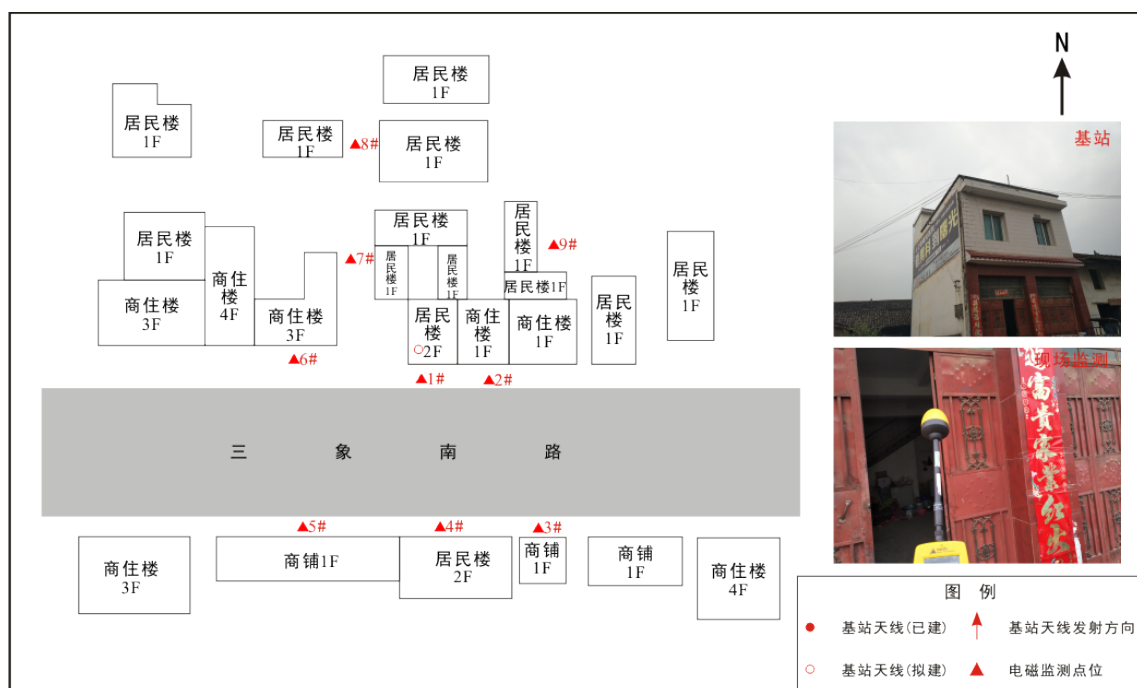 N
居民楼
1F
居民楼
1F
居民楼
1F
▲8#
居民楼
1F
基站
居民楼
1F
居民楼
1F
居民楼
1F
▲9#
▲7#
居民楼
1F
居民楼
1F
居民楼
1F
商住楼
4F
居民楼1F
商住楼
3F
商住楼
3F
居民楼
2F
商住楼
1F
商住楼
1F
居民楼
1F
▲6#
▲1#
▲2#
现场监测
富贵家业红
三象南路
▲5#
▲4#
▲3#
商住楼
3F
商铺1F
居民楼
2F
商铺
1F
商铺
1F
商住楼
4F
图 例
基站天线(已建)
基站天线发射方向
基站天线(拟建)
电磁监测点位